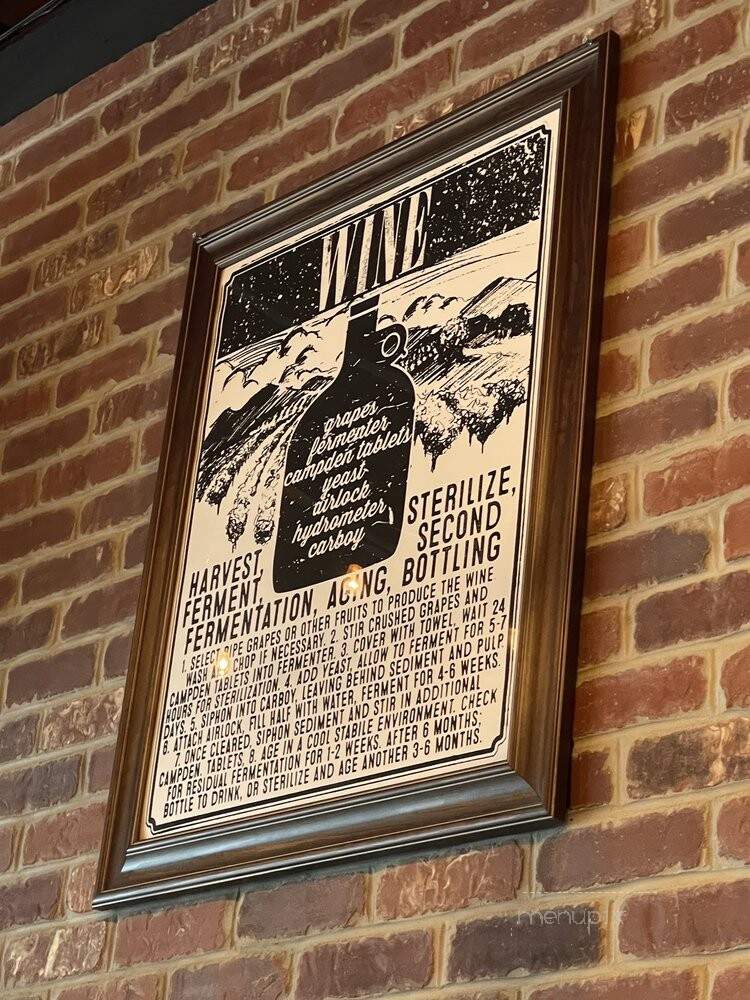 WINE
grapes
fermenter
campden tablets
yeast
airlock
hydrometer
carboy
HARVEST, STERILIZE,
FERMENT, SECOND
FERMENTATION, AGING, BOTTLING
1. SELECT RIPE GRAPES OR OTHER FRUITS TO PRODUCE THE WINE
WASH AND CHOP IF NECESSARY. 2. STIR CRUSHED GRAPES AND
CAMPDEN TABLETS INTO FERMENTER. 3. COVER WITH TOWEL. WAIT 24
HOURS FOR STERILIZATION. 4. ADD YEAST, ALLOW TO FERMENT FOR 5-7
DAYS. 5. SIPHON INTO CARBOY, LEAVING BEHIND SEDIMENT AND PULP.
6. ATTACH AIRLOCK, FILL HALF WITH WATER, FERMENT FOR 4-6 WEEKS.
7. ONCE CLEARED, SIPHON SEDIMENT AND STIR IN ADDITIONAL
CAMPDEN, TABLETS, 8. AGE IN A COOL STABLE ENVIRONMENT. CHECK
FOR RESIDUAL FERMENTATION FOR 1-2 WEEKS. AFTER 6 MONTHS:
BOTTLE TO DRINK, OR STERILIZE AND AGE ANOTHER 3-6 MONTHS.